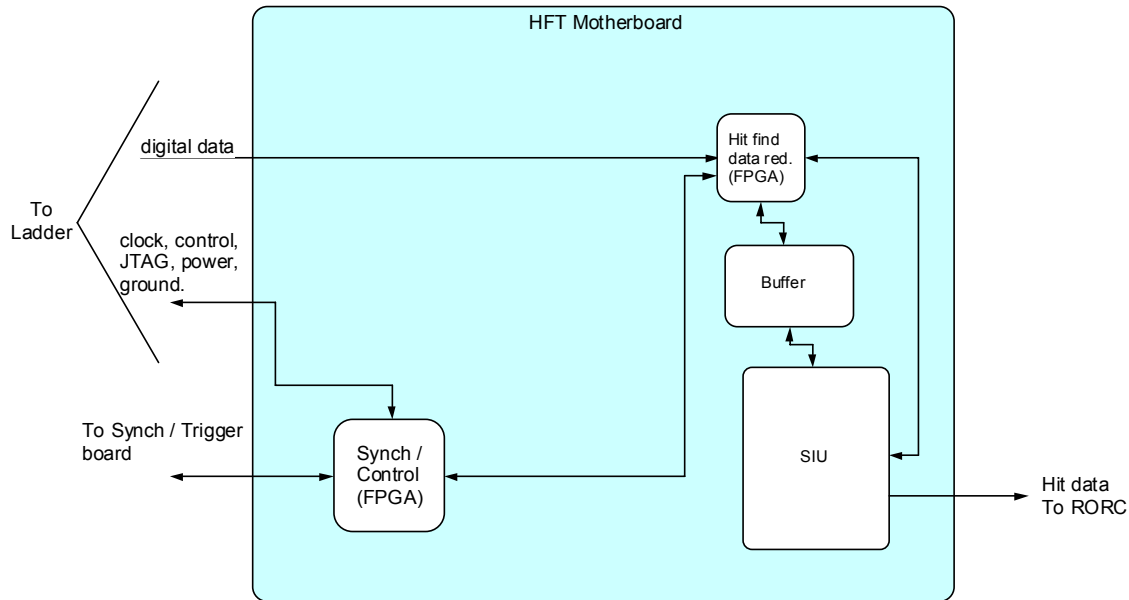 HFT Motherboard
digital data
Hit find
data red.
(FPGA)
To
Ladder
clock, control,
JTAG, power,
ground.
Buffer
To Synch / Trigger
board
Synch /
Control
(FPGA)
SIU
Hit data
To RORC